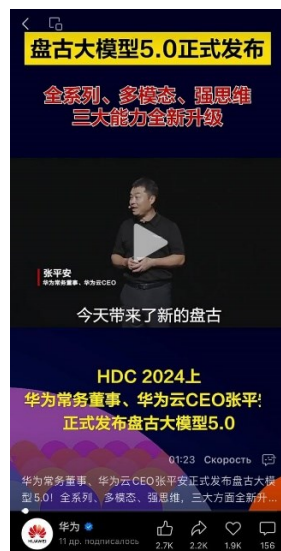 盘古大模型5.0正式发布
全系列、多模态、强思维
三大能力全新升级
张平安
华为常务董事、华为云CEO
今天带来了新的盘古
HDC 2024上
华为常务董事、华为云CEO张平安
正式发布盘古大模型5.0
01:23 Скорость
华为常务董事、华为云CEO张平安正式发布盘古大模
型5.0！全系列、多模态、强思维，三大方面全新升...
HUAWEI
华为
11 др. подписалось
2.7K
2.2K
1.9K
156